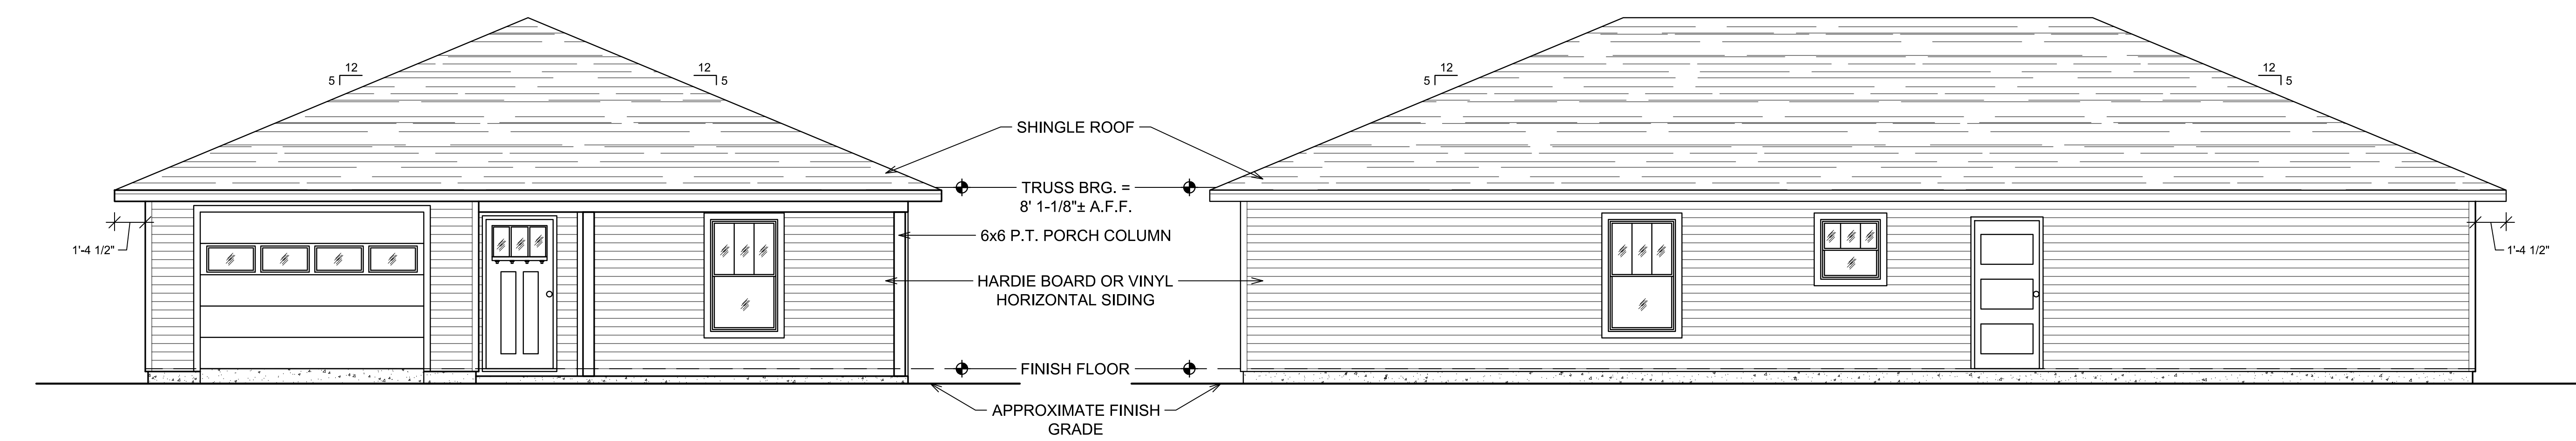 12
5
12
5
12
5
12
5
SHINGLE ROOF
TRUSS BRG. =
8' 1-1/8"± A.F.F.
1'-4 1/2"
6x6 P.T. PORCH COLUMN
1'-4 1/2"
HARDIE BOARD OR VINYL
HORIZONTAL SIDING
FINISH FLOOR
APPROXIMATE FINISH
GRADE